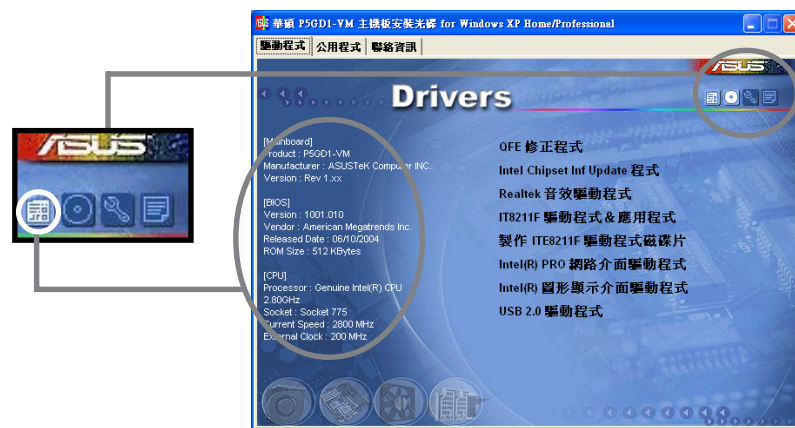 華碩 P5GD1-VM 主機板安裝光碟 for Windows XP Home/Professional
驅動程式 公用程式 聯絡資訊
ASUS
Drivers
[Mainboard]
Product : P5GD1-VM
Manufacturer : ASUSTeK Computer INC.
Version : Rev 1.xx
[BIOS]
Version : 1001.010
Vendor : American Megatrends Inc.
Released Date : 06/10/2004
ROM Size : 512 KBytes
[CPU]
Processor : Genuine Intel(R) CPU
2.80GHz
Socket : Socket 775
Current Speed : 2800 MHz
External Clock : 200 MHz
QFE 修正程式
Intel Chipset Inf Update 程式
Realtek 音效驅動程式
IT8211F 驅動程式 & 應用程式
製作 ITE8211F 驅動程式磁碟片
Intel(R) PRO 網路介面驅動程式
Intel(R) 圖形顯示介面驅動程式
USB 2.0 驅動程式
ASUS